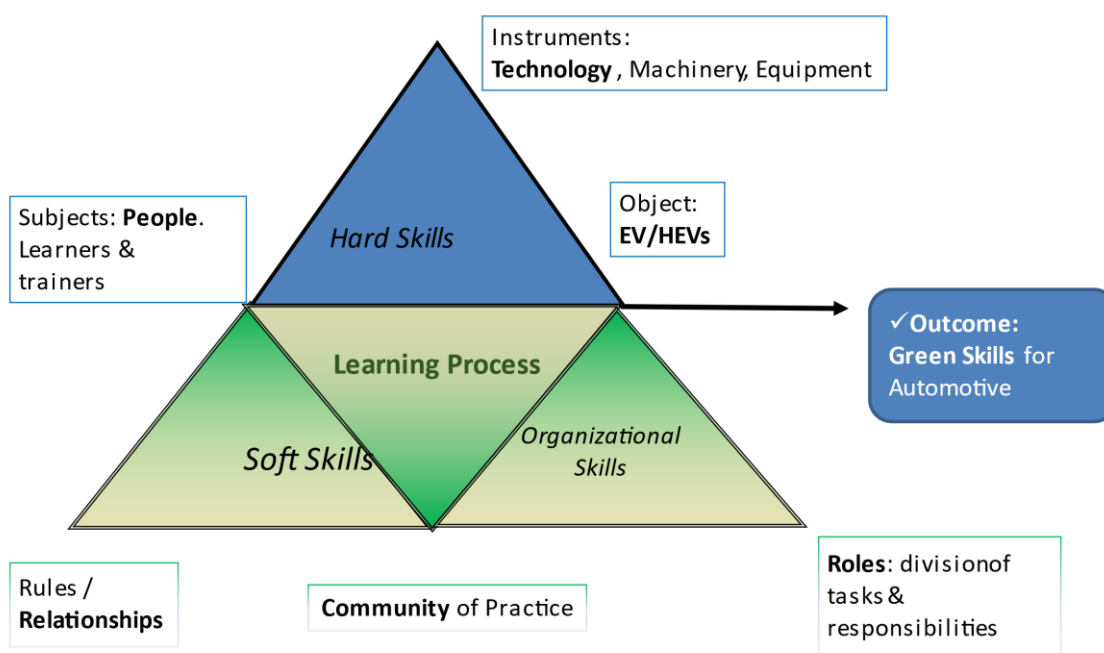 Instruments:
Technology , Machinery, Equipment
Subjects: People.
Learners &
trainers
Object:
EV/HEVs
Hard Skills
✓Outcome:
Green Skills for
Automotive
Learning Process
Soft Skills
Organizational
Skills
Rules /
Relationships
Community of Practice
Roles: divisionof
tasks &
responsibilities